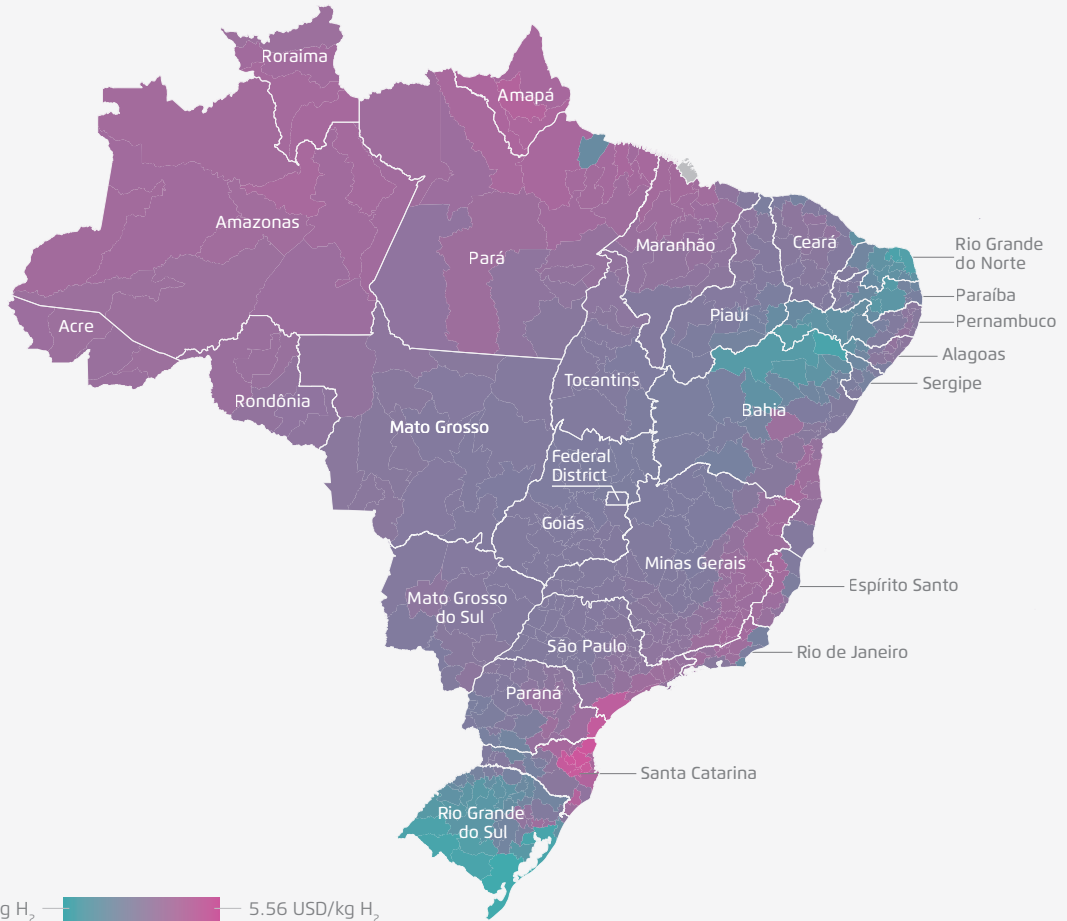 Roraima
Amapá
Amazonas
Pará
Maranhão
Ceará
Rio Grande
do Norte
Paraíba
Piauí
Pernambuco
Acre
Alagoas
Tocantins
Sergipe
Rondônia
Bahia
Mato Grosso
Federal
District
Goiás
Minas Gerais
Espírito Santo
Mato Grosso
do Sul
São Paulo
Rio de Janeiro
Paraná
Santa Catarina
Rio Grande
do Sul
g H₂
5.56 USD/kg H₂